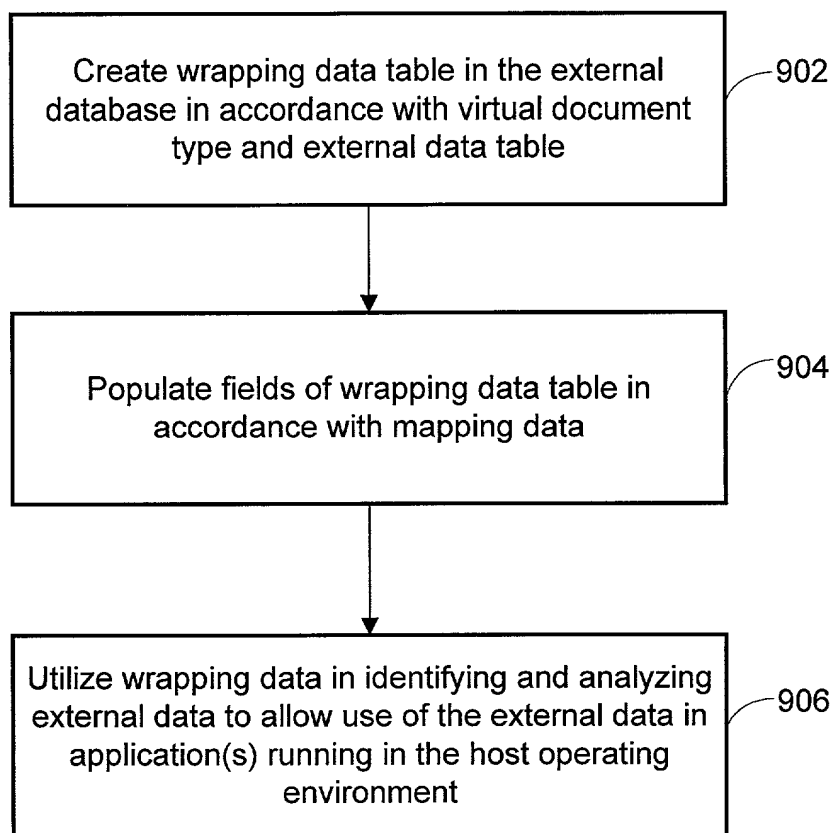 Create wrapping data table in the external
database in accordance with virtual document
type and external data table
902
Populate fields of wrapping data table in
accordance with mapping data
904
Utilize wrapping data in identifying and analyzing
external data to allow use of the external data in
application(s) running in the host operating
environment
906